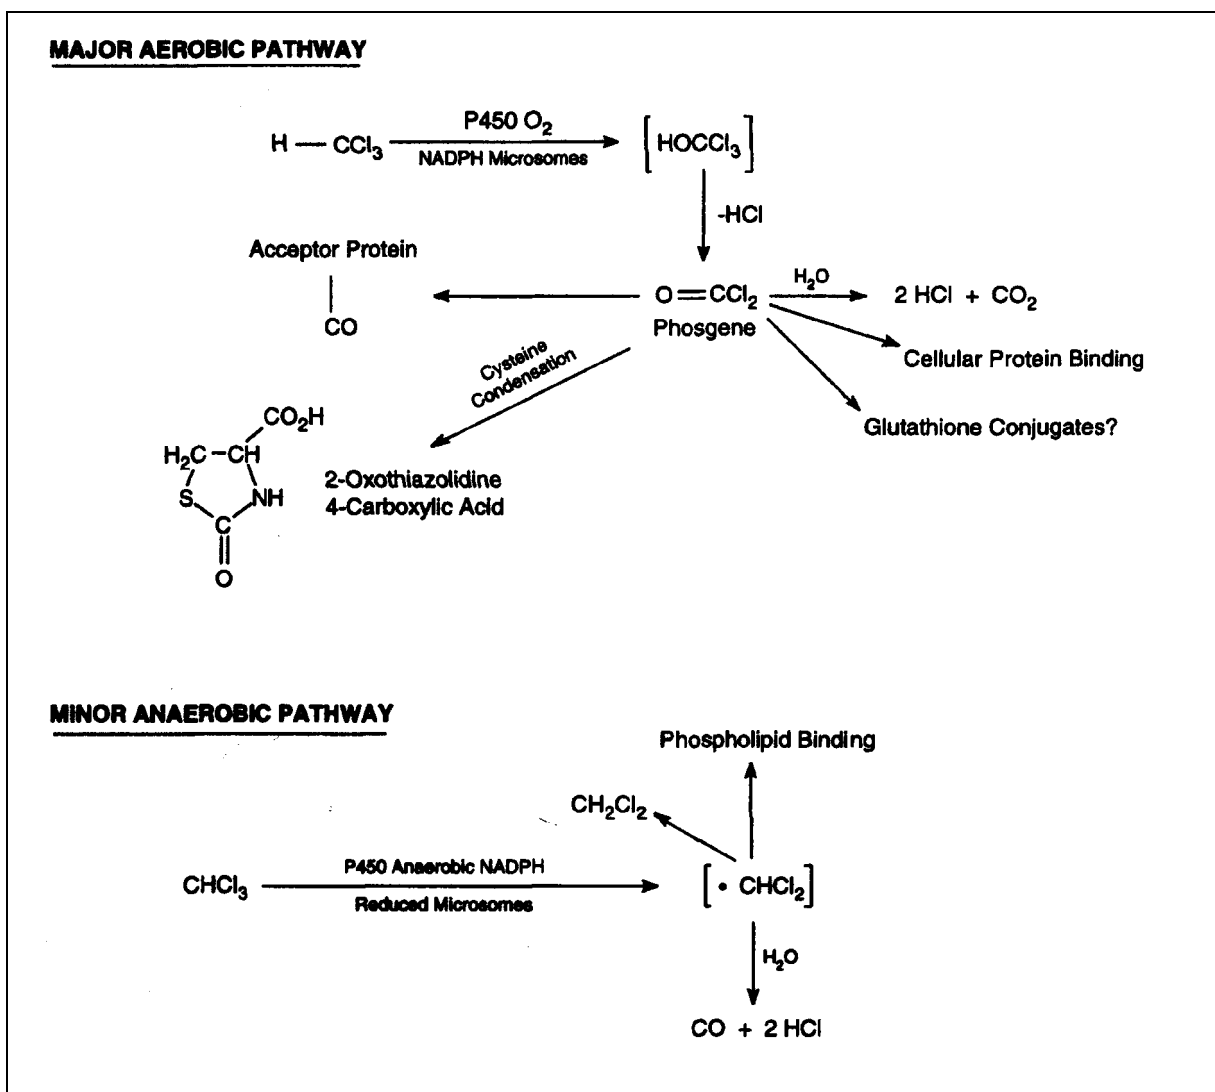 MAJOR AEROBIC PATHWAY
H — CCl₃
P450 O₂
NADPH Microsomes
[HOCCl₃]
-HCl
Acceptor Protein
CO
O=CCl₂
Phosgene
H₂O
2 HCl + CO₂
Cellular Protein Binding
Glutathione Conjugates?
Cysteine
Condensation
CO₂H
H₂C-CH
S
NH
C
O
2-Oxothiazolidine
4-Carboxylic Acid
MINOR ANAEROBIC PATHWAY
Phospholipid Binding
CH₂Cl₂
CHCl₃
P450 Anaerobic NADPH
Reduced Microsomes
[• CHCl₂]
H₂O
CO + 2 HCl